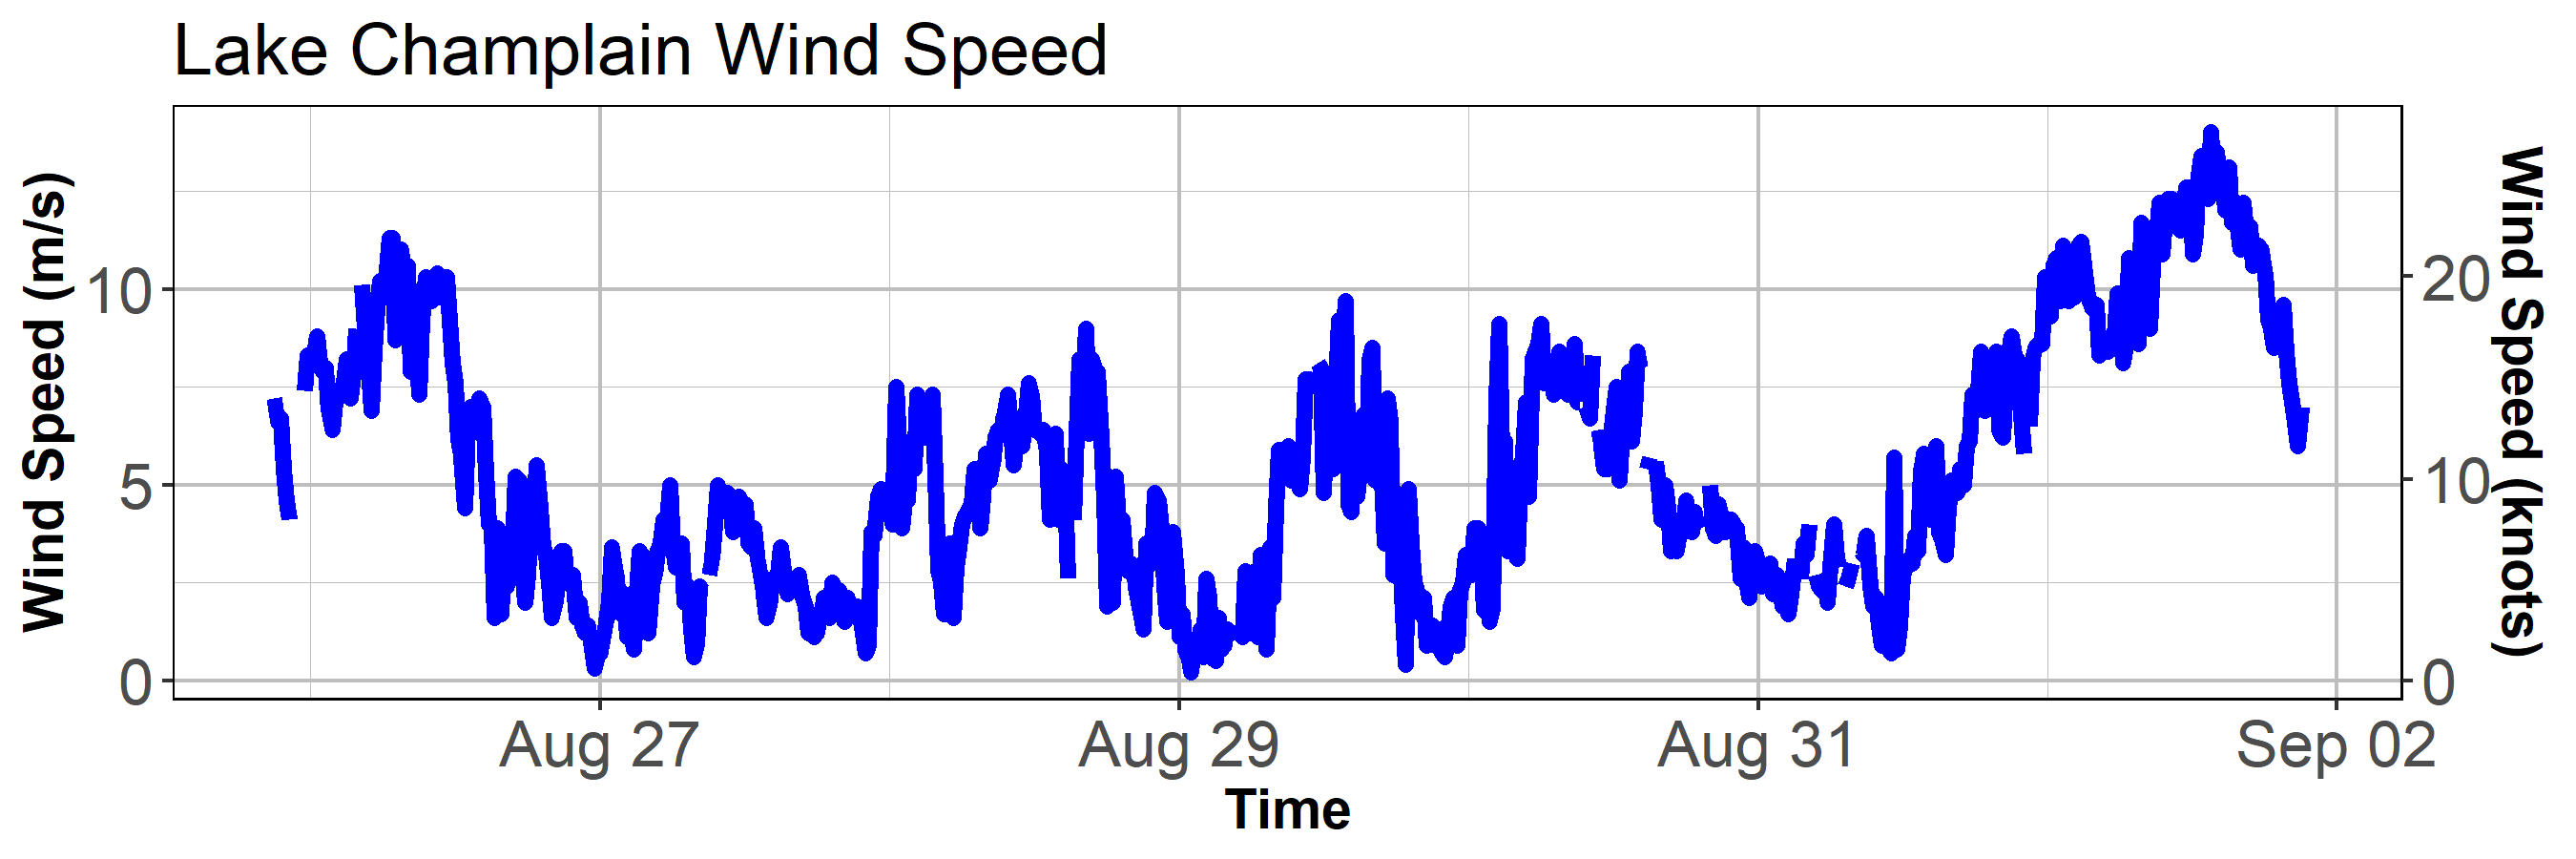 Lake Champlain Wind Speed
Wind Speed (m/s)
10
5
0
20
10
0
Wind Speed (knots)
Aug 27
Aug 29
Aug 31
Sep 02
Time